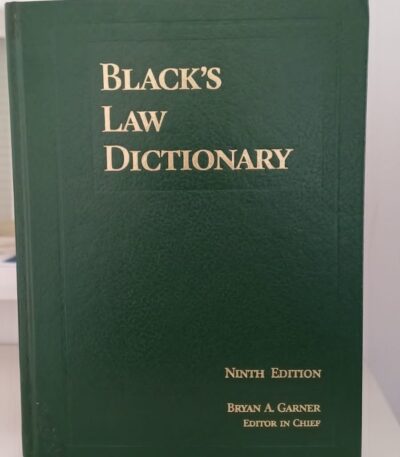 BLACK'S
LAW
DICTIONARY
NINTH EDITION
BRYAN A. GARNER
EDITOR IN CHIEF